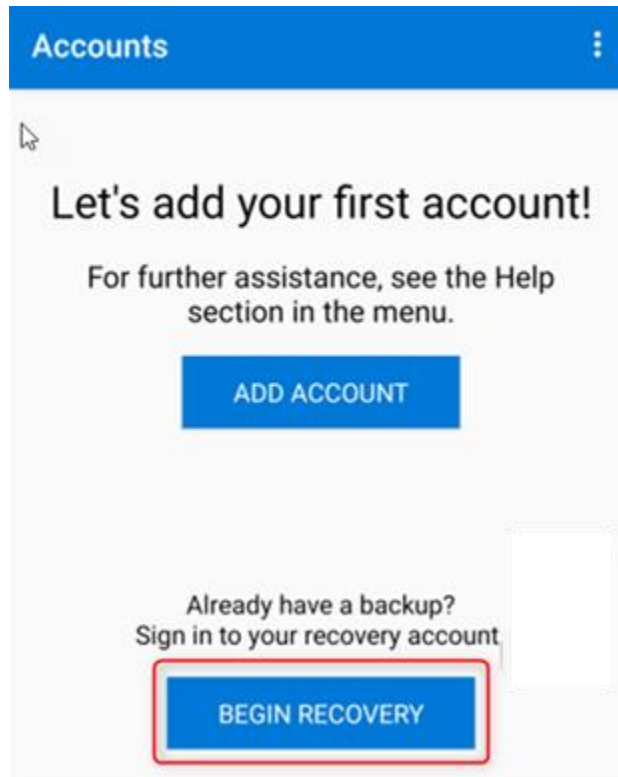 Accounts
Let's add your first account!
For further assistance, see the Help
section in the menu.
ADD ACCOUNT
Already have a backup?
Sign in to your recovery account
BEGIN RECOVERY